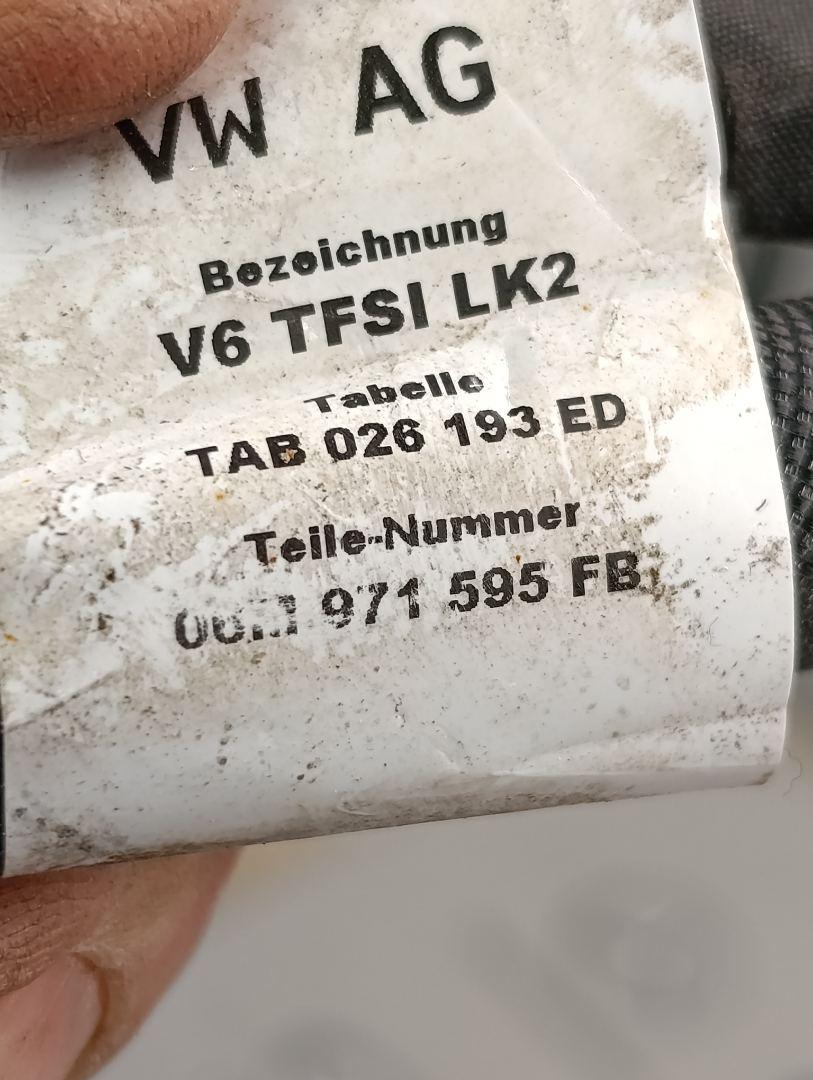 VW AG
Bezeichnung
V6 TFSI LK2
Tabelle
TAB 026 193 ED
Teile-Nummer
971 595 FB